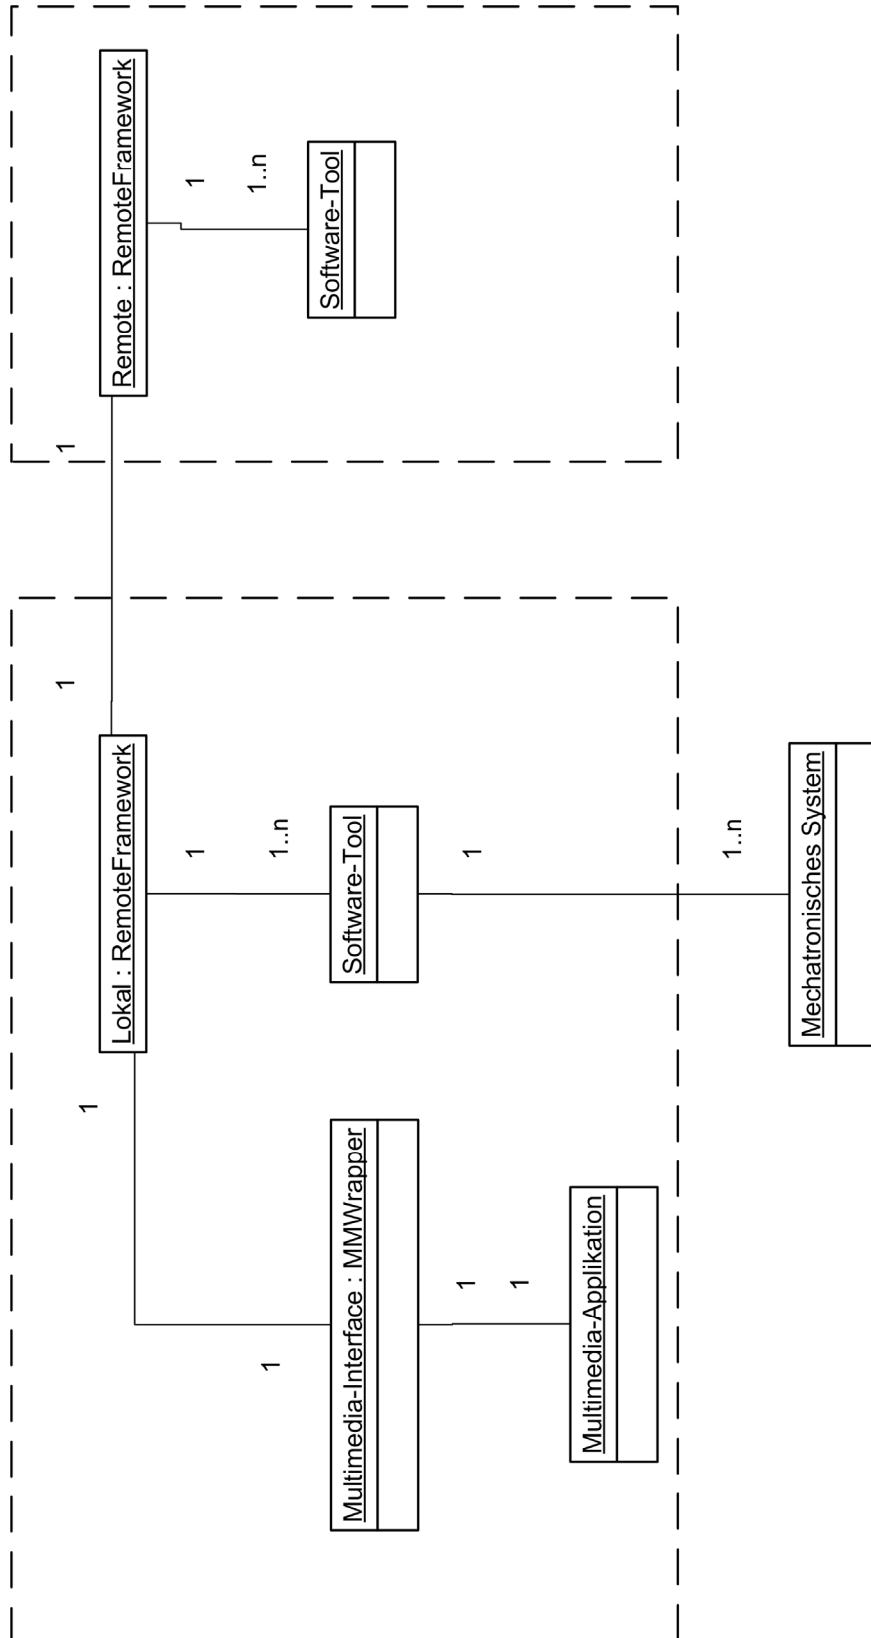 Lokal : RemoteFramework
Remote : RemoteFramework
1
1
1
1
1..n
1
1..n
1
Multimedia-Interface : MMWrapper
Software-Tool
Software-Tool
1
1
1
1..n
Multimedia-Applikation
Mechatronisches System